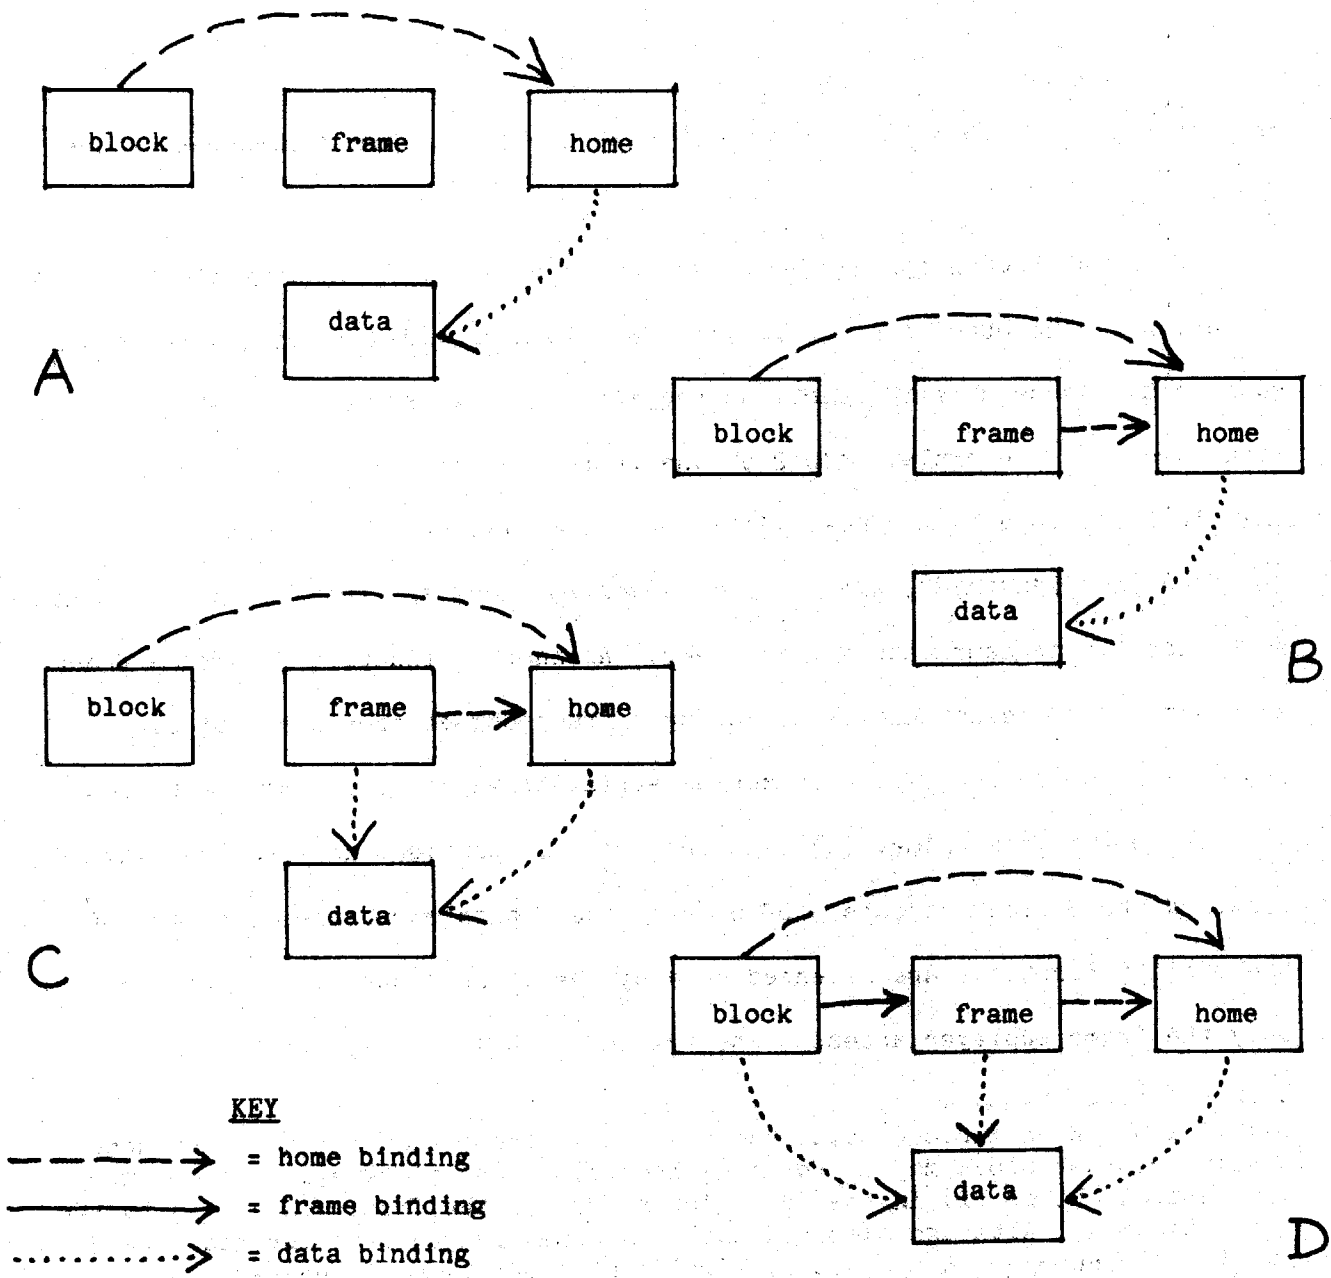 block frame home
data
A
block frame home
data
B
block frame home
data
C
block frame home
data
D
KEY
= home binding
= frame binding
= data binding